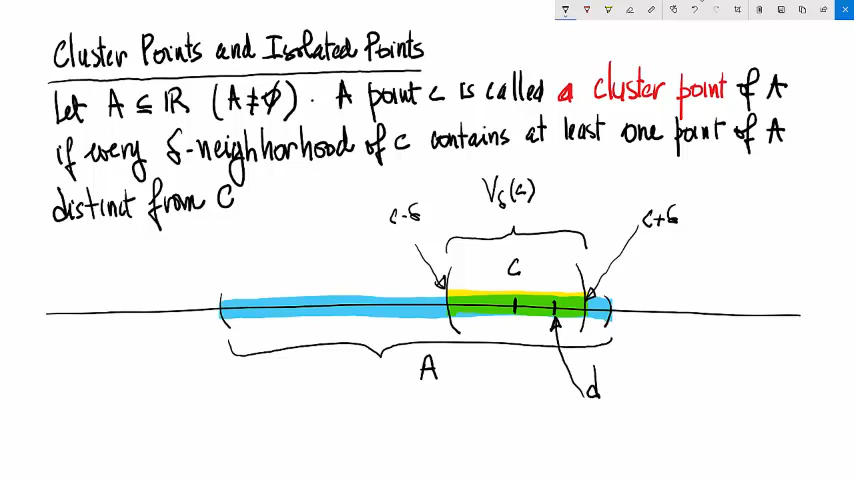 Cluster Points and Isolated Points
Let A ⊆ ℝ (A ≠ ∅). A point c is called a cluster point of A
if every δ-neighhorhood of c contains at least one point of A
distinct from C
V_δ(c)
c-δ
c+δ
c
A
d